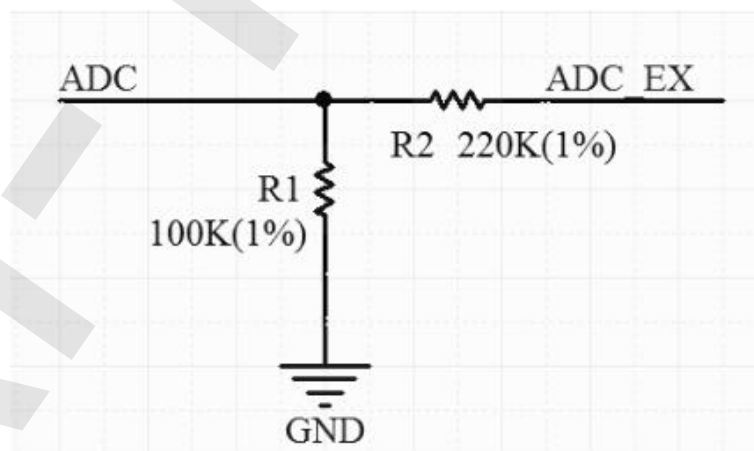 ADC
ADC_EX
R2 220K(1%)
R1
100K(1%)
GND